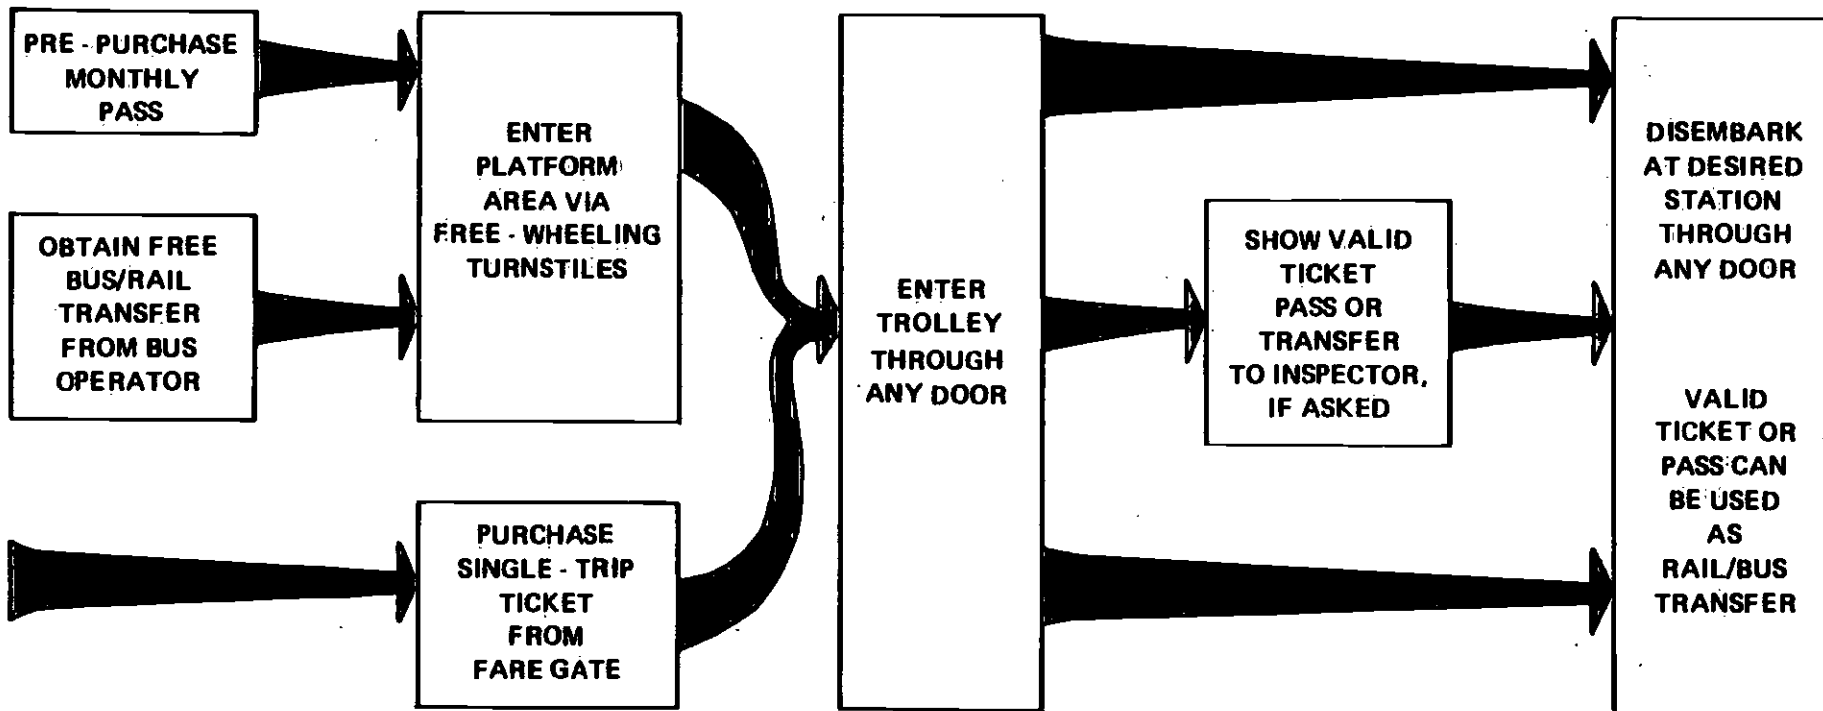 PRE - PURCHASE
MONTHLY
PASS
OBTAIN FREE
BUS/RAIL
TRANSFER
FROM BUS
OPERATOR
ENTER
PLATFORM
AREA VIA
FREE - WHEELING
TURNSTILES
PURCHASE
SINGLE - TRIP
TICKET
FROM
FARE GATE
ENTER
TROLLEY
THROUGH
ANY DOOR
SHOW VALID
TICKET
PASS OR
TRANSFER
TO INSPECTOR,
IF ASKED
DISEMBARK
AT DESIRED
STATION
THROUGH
ANY DOOR
VALID
TICKET OR
PASS CAN
BE USED
AS
RAIL/BUS
TRANSFER